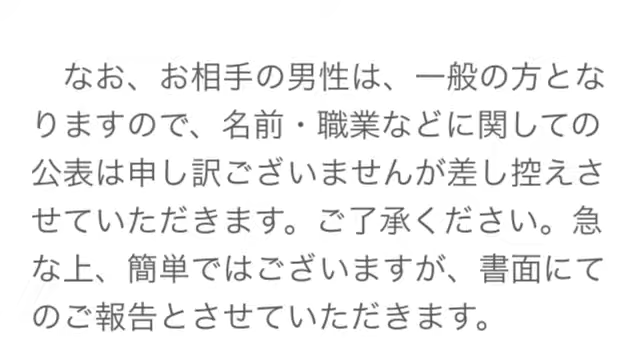 なお、お相手の男性は、一般の方とな
りますので、名前・職業などに関しての
公表は申し訳ございませんが差し控えさ
せていただきます。ご了承ください。急
な上、簡単ではございますが、書面にて
のご報告とさせていただきます。